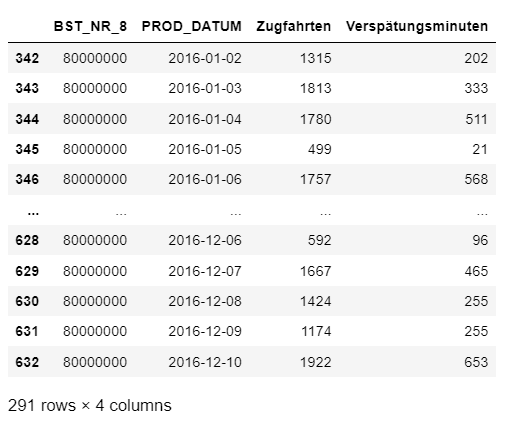 BST_NR_8 PROD_DATUM Zugfahrten Verspätungsminuten
342 80000000 2016-01-02 1315 202
343 80000000 2016-01-03 1813 333
344 80000000 2016-01-04 1780 511
345 80000000 2016-01-05 499 21
346 80000000 2016-01-06 1757 568
... ... ... ... ...
628 80000000 2016-12-06 592 96
629 80000000 2016-12-07 1667 465
630 80000000 2016-12-08 1424 255
631 80000000 2016-12-09 1174 255
632 80000000 2016-12-10 1922 653
291 rows × 4 columns